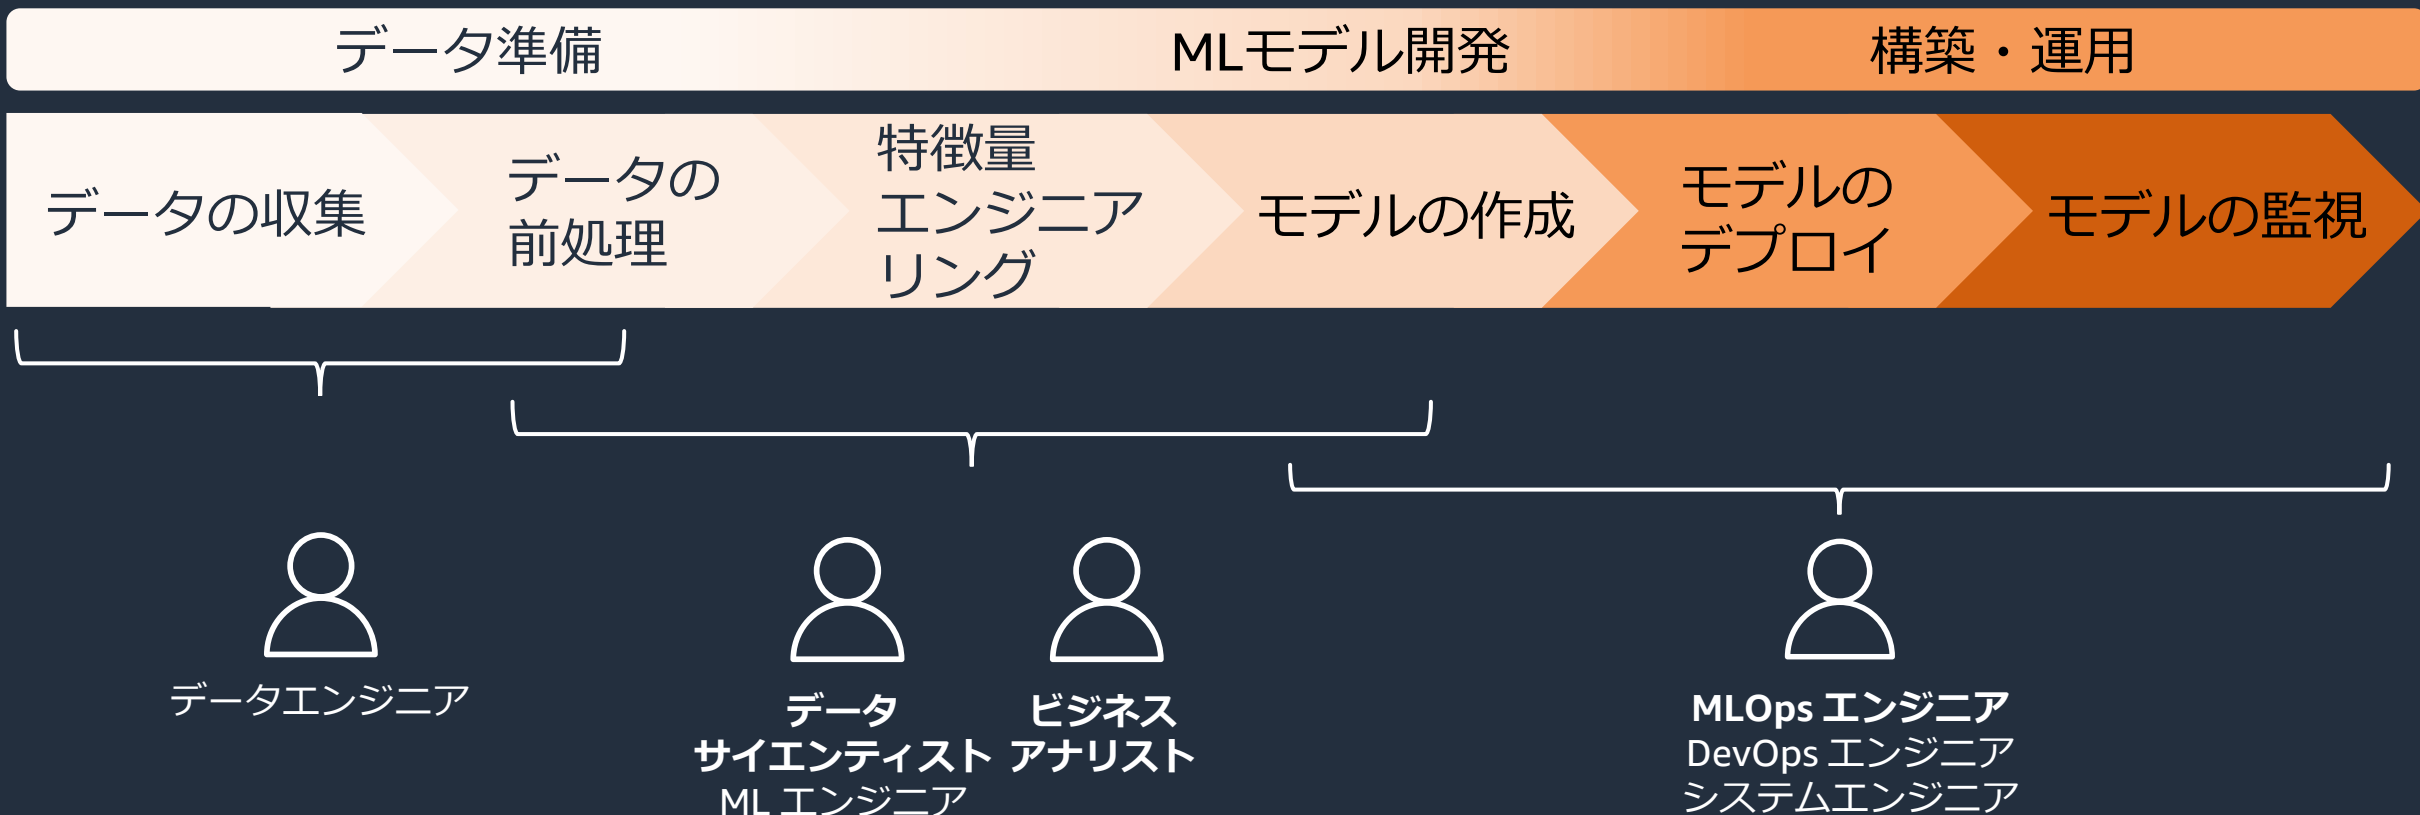 データ準備
MLモデル開発
構築・運用
データの収集
データの
前処理
特徴量
エンジニア
リング
モデルの作成
モデルの
デプロイ
モデルの監視
データエンジニア
データ
サイエンティスト
ML エンジニア
ビジネス
アナリスト
MLOps エンジニア
DevOps エンジニア
システムエンジニア